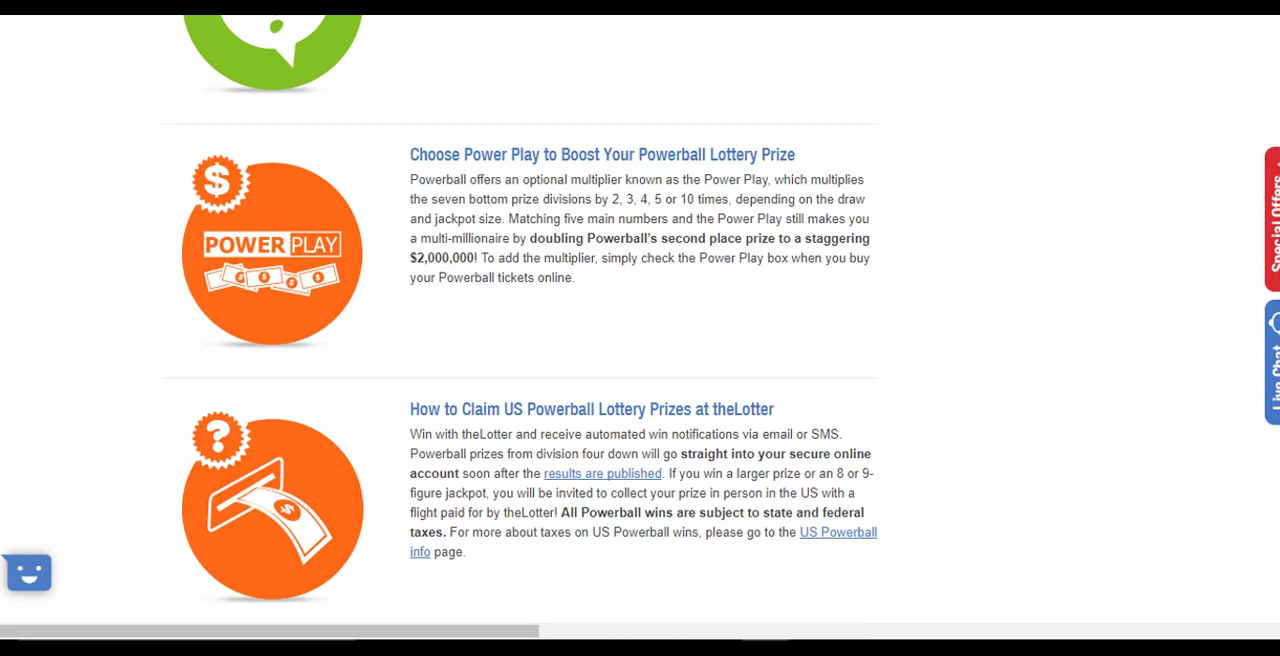 Choose Power Play to Boost Your Powerball Lottery Prize
Powerball offers an optional multiplier known as the Power Play, which multiplies
the seven bottom prize divisions by 2, 3, 4, 5 or 10 times, depending on the draw
and jackpot size. Matching five main numbers and the Power Play still makes you
a multi-millionaire by doubling Powerball's second place prize to a staggering
$2,000,000! To add the multiplier, simply check the Power Play box when you buy
your Powerball tickets online.
$
POWER PLAY
How to Claim US Powerball Lottery Prizes at theLotter
Win with theLotter and receive automated win notifications via email or SMS.
Powerball prizes from division four down will go straight into your secure online
account soon after the results are published. If you win a larger prize or an 8 or 9-
figure jackpot, you will be invited to collect your prize in person in the US with a
flight paid for by theLotter! All Powerball wins are subject to state and federal
taxes. For more about taxes on US Powerball wins, please go to the US Powerball
info page.
?
$
Special Offers
Live Chat